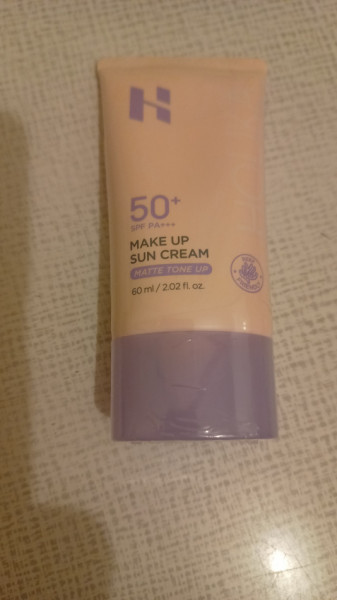 H
50+
SPF PA+++
MAKE UP
SUN CREAM
MATTE TONE UP
60 ml / 2.02 fl. oz.